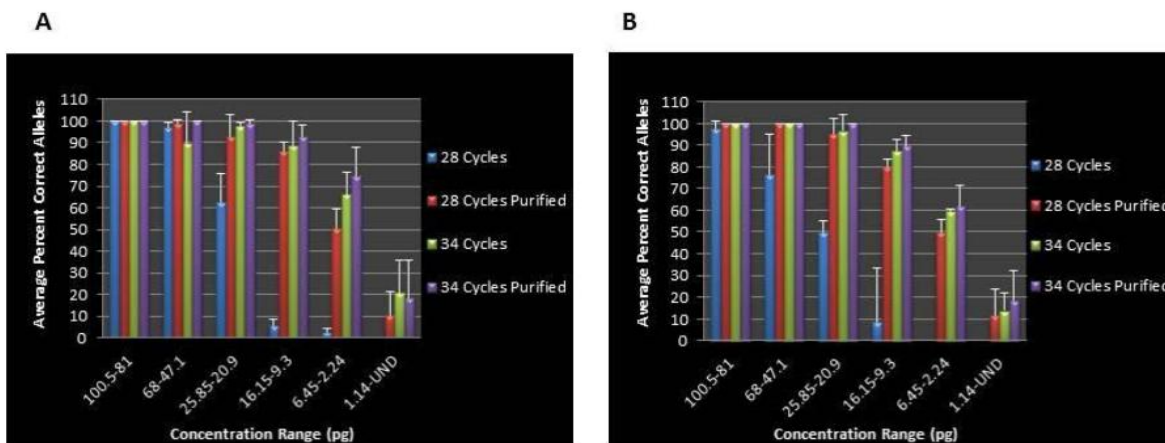 A
Average Percent Correct Alleles
110
100
90
80
70
60
50
40
30
20
10
0
100.5-81
68-47.1
25.85-20.9
16.15-9.3
6.45-2.24
1.14-UND
Concentration Range (pg)
28 Cycles
28 Cycles Purified
34 Cycles
34 Cycles Purified
B
Average Percent Correct Alleles
110
100
90
80
70
60
50
40
30
20
10
0
100.5-81
68-47.1
25.85-20.9
16.15-9.3
6.45-2.24
1.14-UND
Concentration Range (pg)
28 Cycles
28 Cycles Purified
34 Cycles
34 Cycles Purified